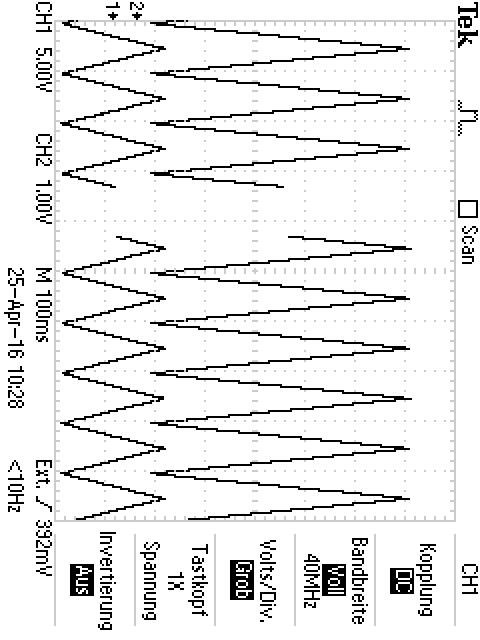 Tek Scan CH1
Kopplung
DC
Bandbreite
Voll
40MHz
Volts/Div.
Grob
Tastkopf
1X
Spannung
Invertierung
Aus
2
1
CH1 5.00V CH2 1.00V M 100ms Ext. / 392mV
25-Apr-16 10:28 <10Hz